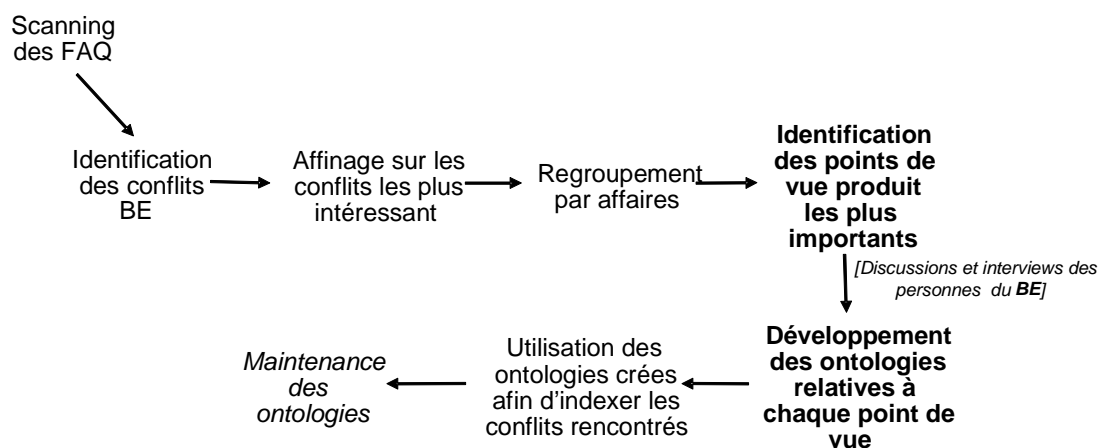 Scanning
des FAQ
Identification
des conflits
BE
Affinage sur les
conflits les plus
intéressant
Regroupement
par affaires
Identification
des points de
vue produit
les plus
importants
[Discussions et interviews des
personnes du BE]
Développement
des ontologies
relatives à
chaque point de
vue
Utilisation des
ontologies crées
afin d'indexer les
conflits rencontrés
Maintenance
des
ontologies